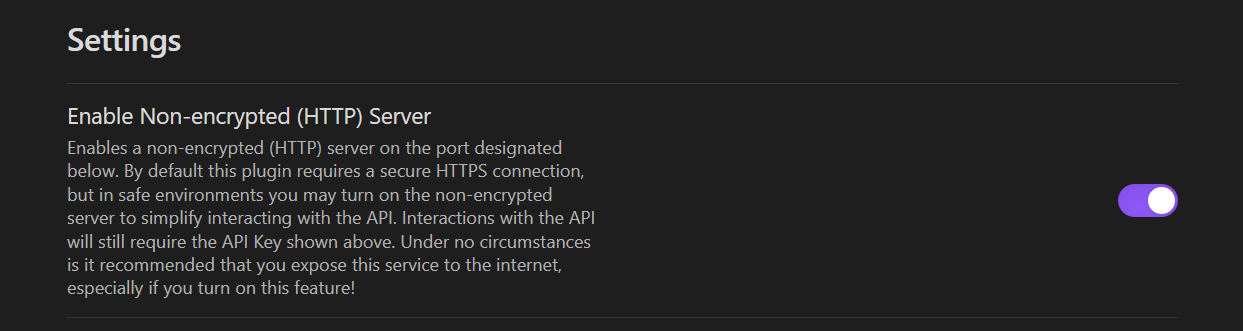 Settings
Enable Non-encrypted (HTTP) Server
Enables a non-encrypted (HTTP) server on the port designated
below. By default this plugin requires a secure HTTPS connection,
but in safe environments you may turn on the non-encrypted
server to simplify interacting with the API. Interactions with the API
will still require the API Key shown above. Under no circumstances
is it recommended that you expose this service to the internet,
especially if you turn on this feature!